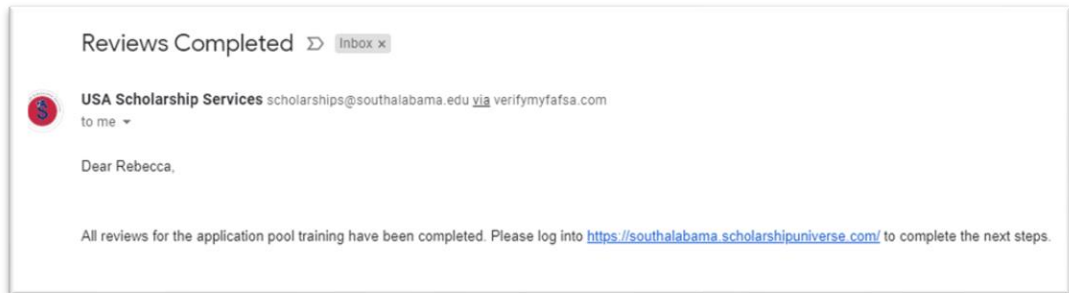 Reviews Completed Inbox x
USA Scholarship Services scholarships@southalabama.edu via verifymyfafsa.com
to me
Dear Rebecca,
All reviews for the application pool training have been completed. Please log into https://southalabama.scholarshipuniverse.com/ to complete the next steps.